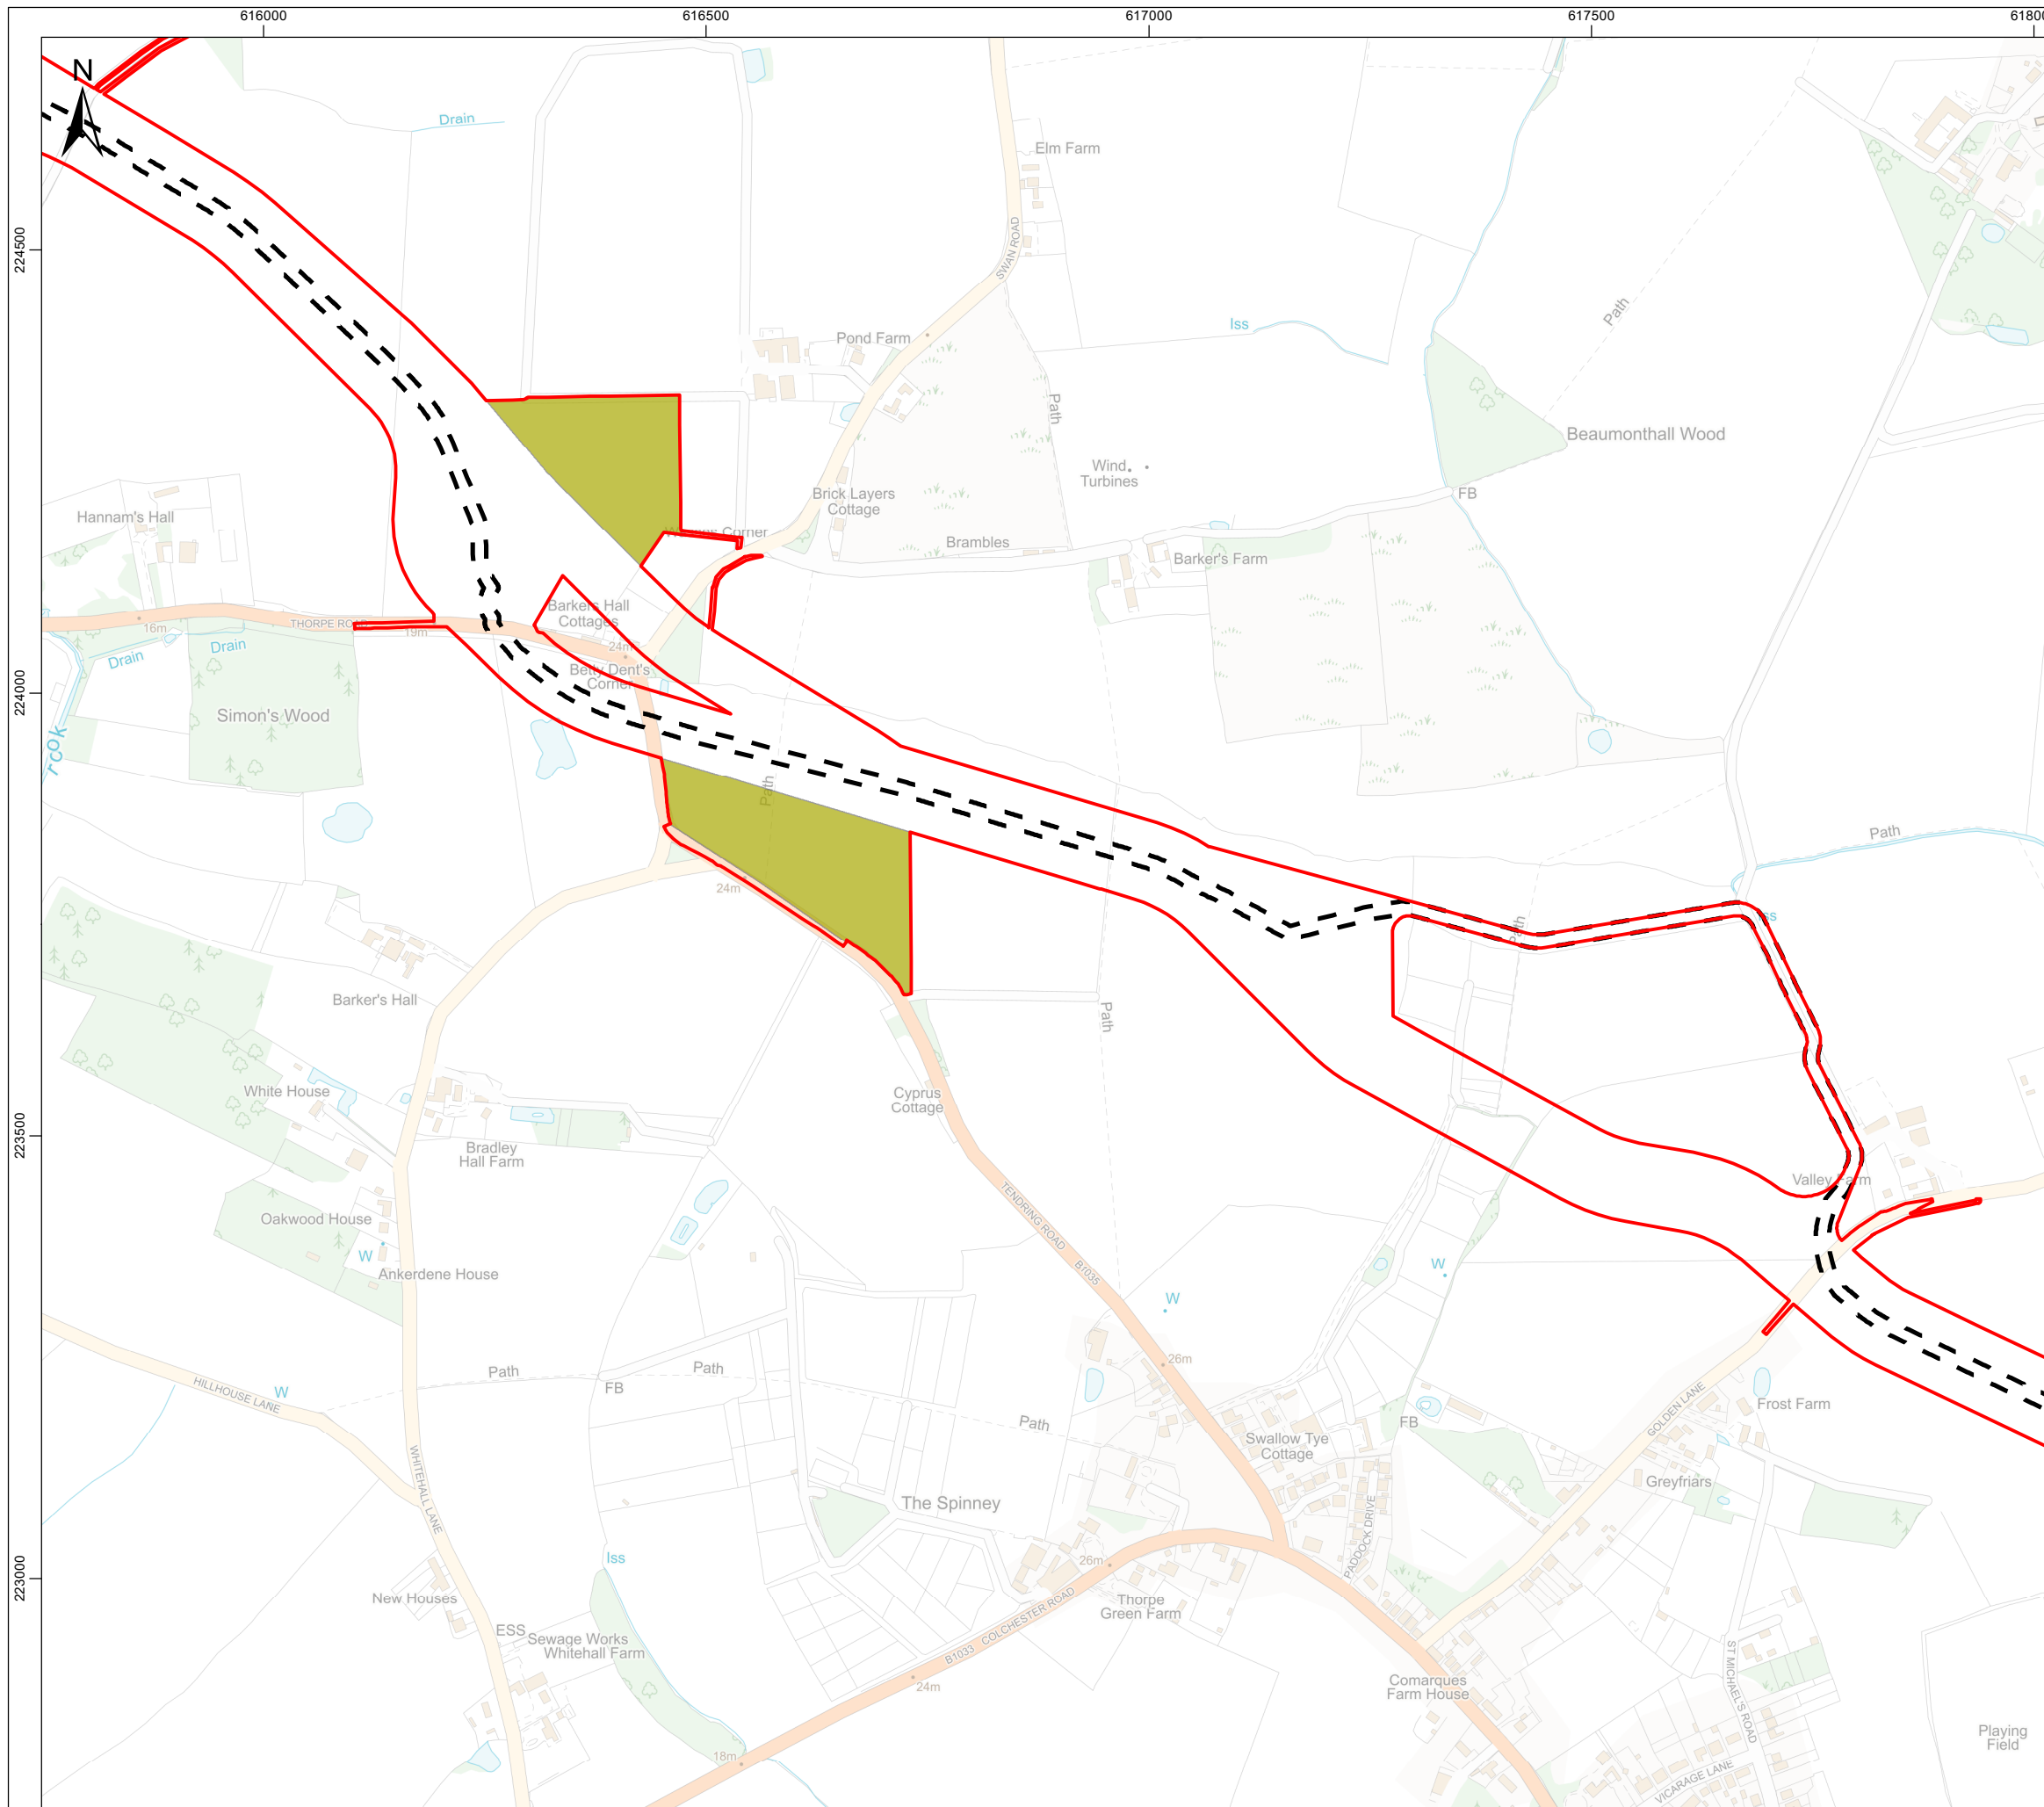 616000
616500
617000
617500
N
Drain
Elm Farm
SWAN ROAD
224500
Iss
Path
Pond Farm
Path
Beaumonthall Wood
Wind
Turbines
Brick Layers
Cottage
FB
Hannam's Hall
Corner
Brambles
Barker's Farm
Barkers Hall
Cottages
THORPE ROAD
16m
19m
24m
Drain
Drain
Betty Dent's
Corner
224000
Simon's Wood
Path
Path
24m
Path
Iss
Barker's Hall
Path
White House
Cyprus
Cottage
223500
Bradley
Hall Farm
Valley Farm
TENDRING ROAD
Oakwood House
W
Ankerdene House
B1035
W
W
Path
Path
26m
FB
HILLHOUSE LANE
W
Path
FB
GOLDEN LANE
Frost Farm
Swallow Tye
Cottage
WHITEHALL LANE
The Spinney
Greyfriars
PADDOCK DRIVE
Iss
26m
223000
New Houses
Thorpe
Green Farm
B1033 COLCHESTER ROAD
ESS
Sewage Works
Whitehall Farm
ST MICHAEL'S ROAD
24m
Comarques
Farm House
Playing
Field
18m
VICARAGE LANE